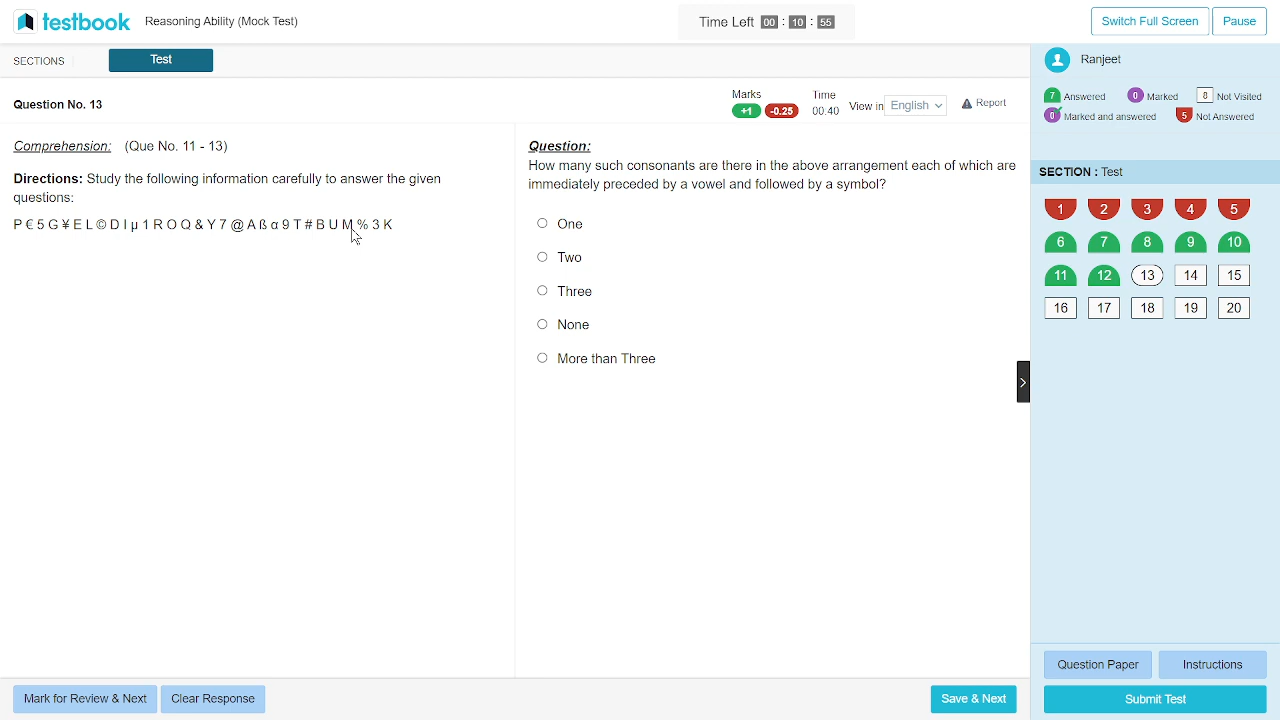 testbook Reasoning Ability (Mock Test) Time Left 00 : 10 : 55 Switch Full Screen Pause
SECTIONS Test
Ranjeet
7 Answered 0 Marked 8 Not Visited
0 Marked and answered 5 Not Answered
Question No. 13 Marks +1 -0.25 Time 00:40 View in English Report
Comprehension: (Que No. 11 - 13)
Directions: Study the following information carefully to answer the given
questions:
P € 5 G ¥ E L © D I µ 1 R O Q & Y 7 @ A ß α 9 T # B U M % 3 K
Question:
How many such consonants are there in the above arrangement each of which are
immediately preceded by a vowel and followed by a symbol?
One
Two
Three
None
More than Three
SECTION : Test
1 2 3 4 5
6 7 8 9 10
11 12 13 14 15
16 17 18 19 20
Mark for Review & Next Clear Response Save & Next
Question Paper Instructions
Submit Test